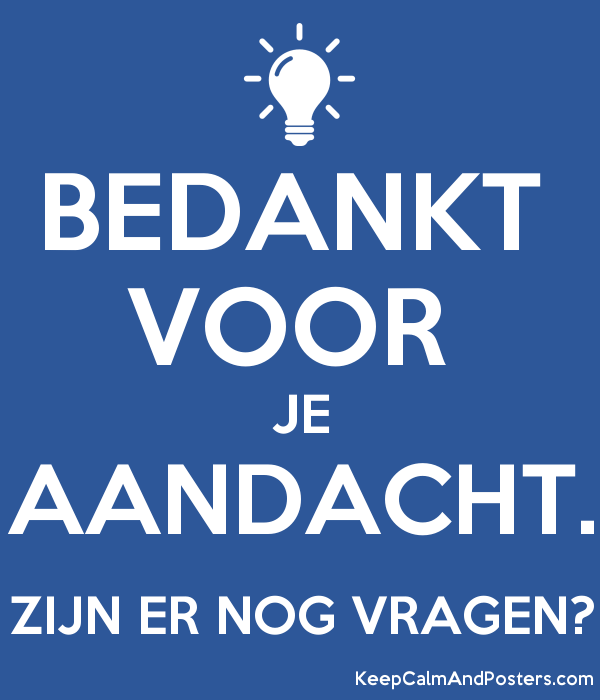 BEDANKT
VOOR
JE
AANDACHT.
ZIJN ER NOG VRAGEN?
KeepCalmAndPosters.com